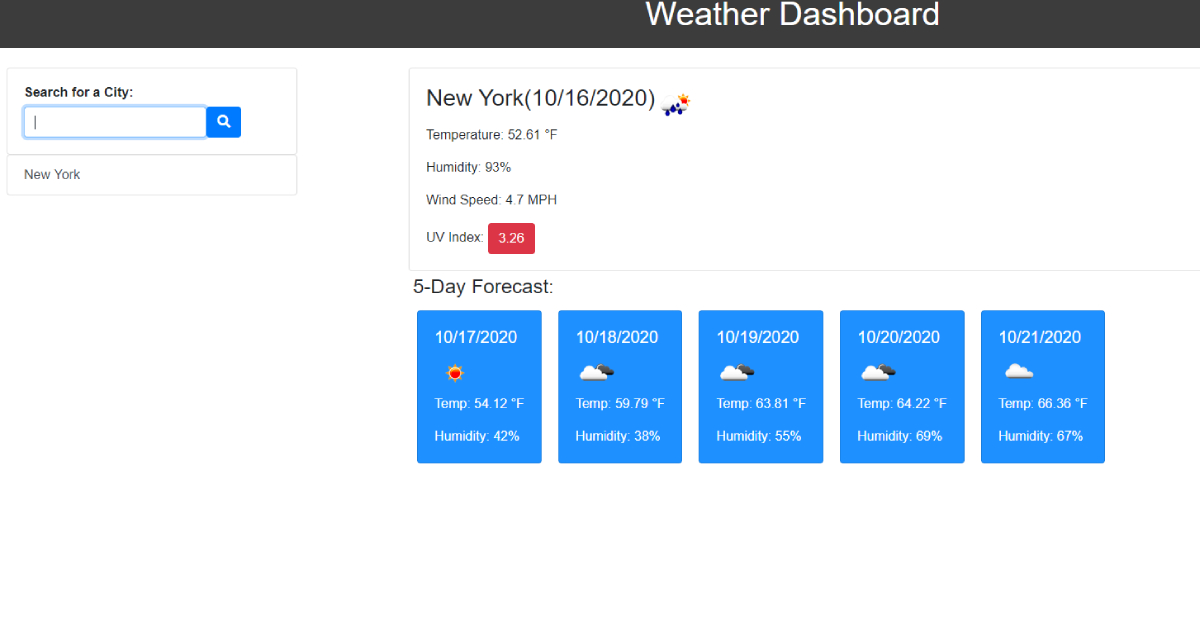 Weather Dashboard
Search for a City:
New York
New York(10/16/2020)
Temperature: 52.61 °F
Humidity: 93%
Wind Speed: 4.7 MPH
UV Index: 3.26
5-Day Forecast:
10/17/2020
Temp: 54.12 °F
Humidity: 42%
10/18/2020
Temp: 59.79 °F
Humidity: 38%
10/19/2020
Temp: 63.81 °F
Humidity: 55%
10/20/2020
Temp: 64.22 °F
Humidity: 69%
10/21/2020
Temp: 66.36 °F
Humidity: 67%